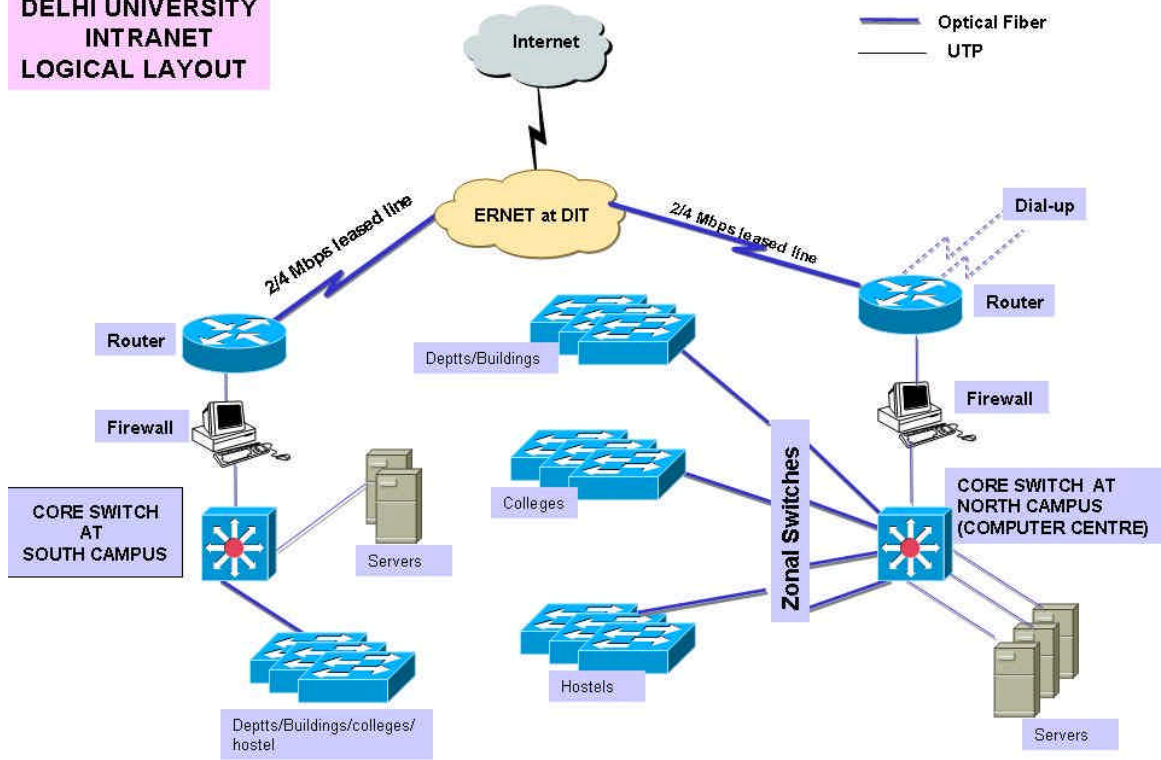 DELHI UNIVERSITY
INTRANET
LOGICAL LAYOUT
Internet
Optical Fiber
UTP
ERNET at DIT
2/4 Mbps leased line
2/4 Mbps leased line
Dial-up
Router
Router
Deptts/Buildings
Firewall
Firewall
Zonal Switches
Colleges
CORE SWITCH
AT
SOUTH CAMPUS
Servers
CORE SWITCH AT
NORTH CAMPUS
(COMPUTER CENTRE)
Hostels
Deptts/Buildings/colleges/
hostel
Servers